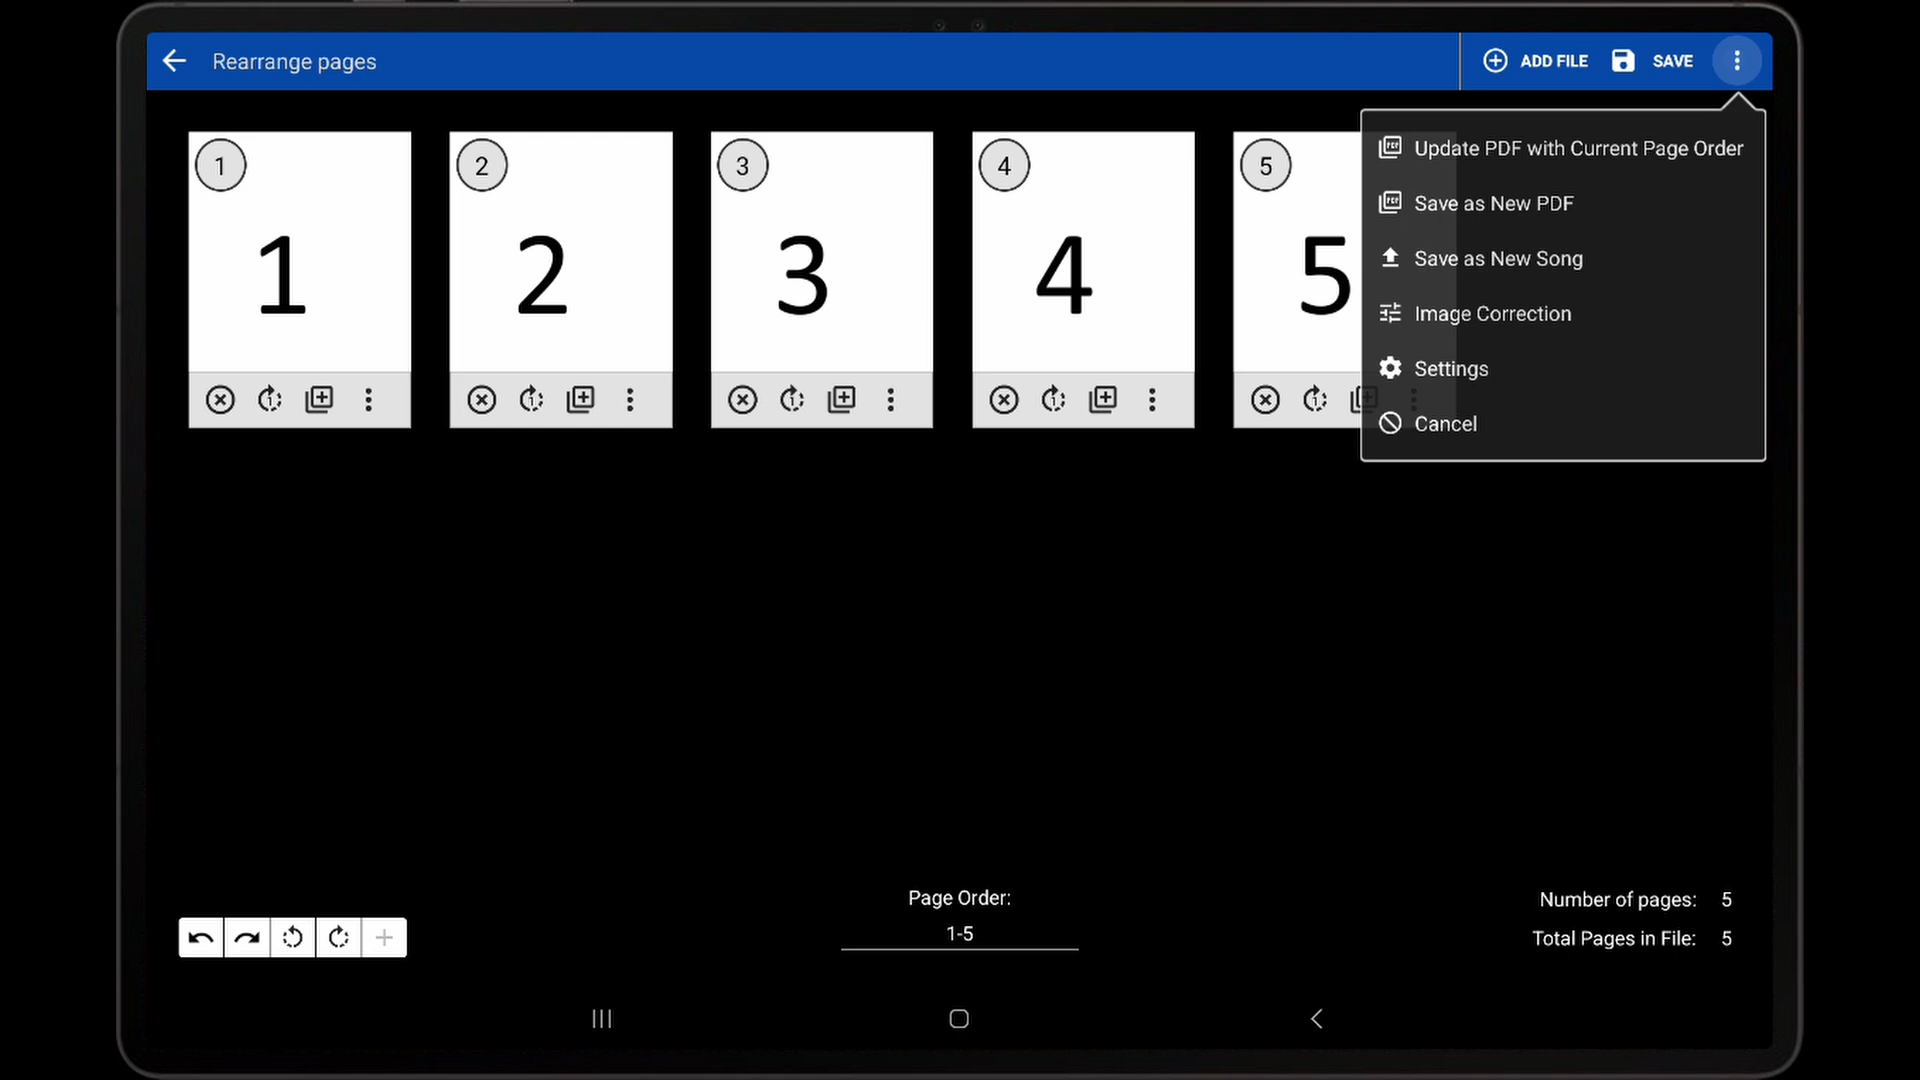 Rearrange pages
ADD FILE
SAVE
1
2
3
4
5
1
2
3
4
5
Update PDF with Current Page Order
Save as New PDF
Save as New Song
Image Correction
Settings
Cancel
Page Order:
1-5
Number of pages: 5
Total Pages in File: 5